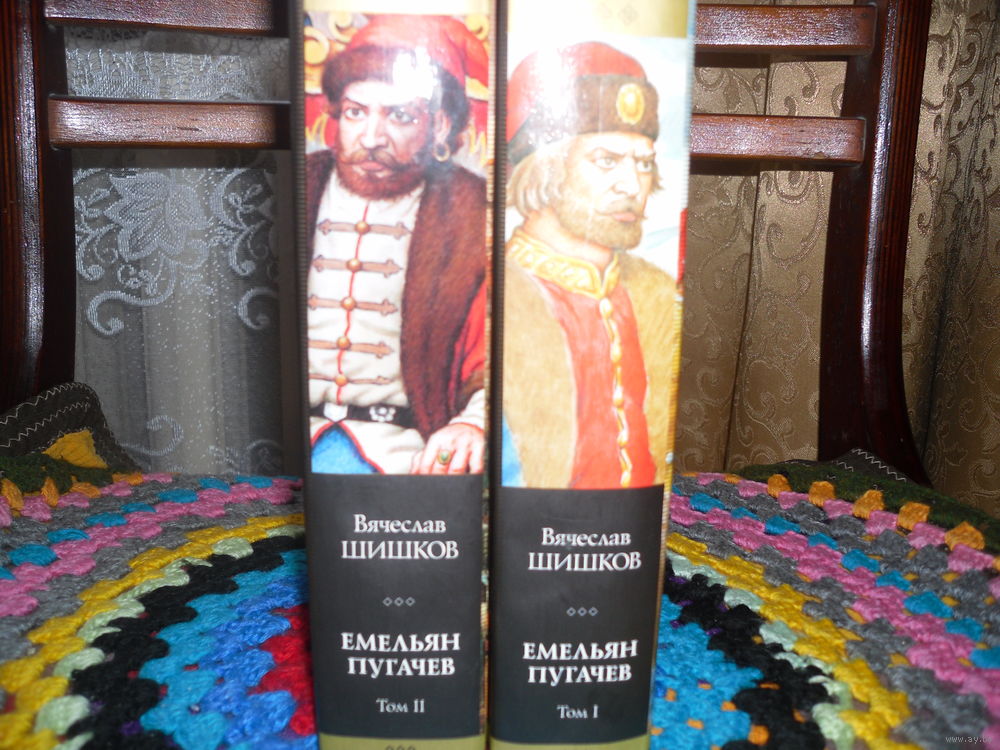 Вячеслав
ШИШКОВ
ЕМЕЛЬЯН
ПУГАЧЕВ
Том II
Вячеслав
ШИШКОВ
ЕМЕЛЬЯН
ПУГАЧЕВ
Том I